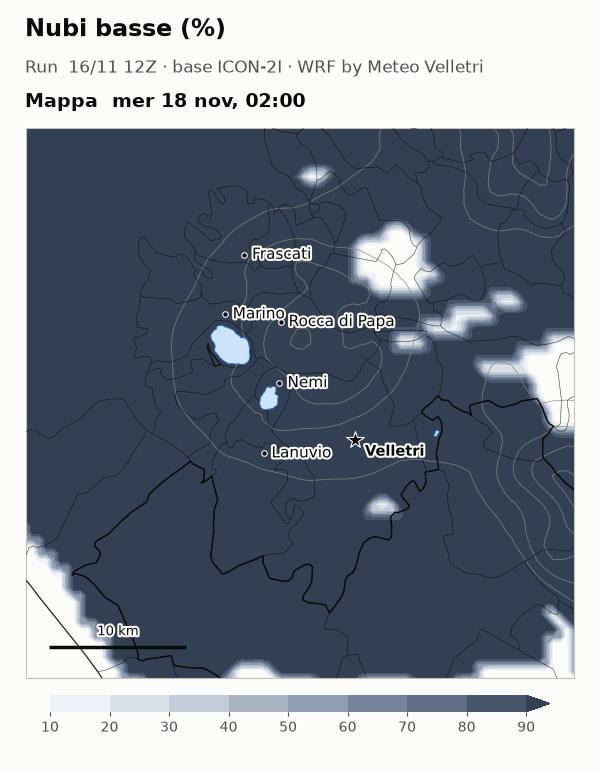 Nubi basse (%)
Run  16/11 12Z · base ICON-2I · WRF by Meteo Velletri
Mappa  mer 18 nov, 02:00
Frascati
Marino
Rocca di Papa
Nemi
Velletri
Lanuvio
10 km
10 20 30 40 50 60 70 80 90